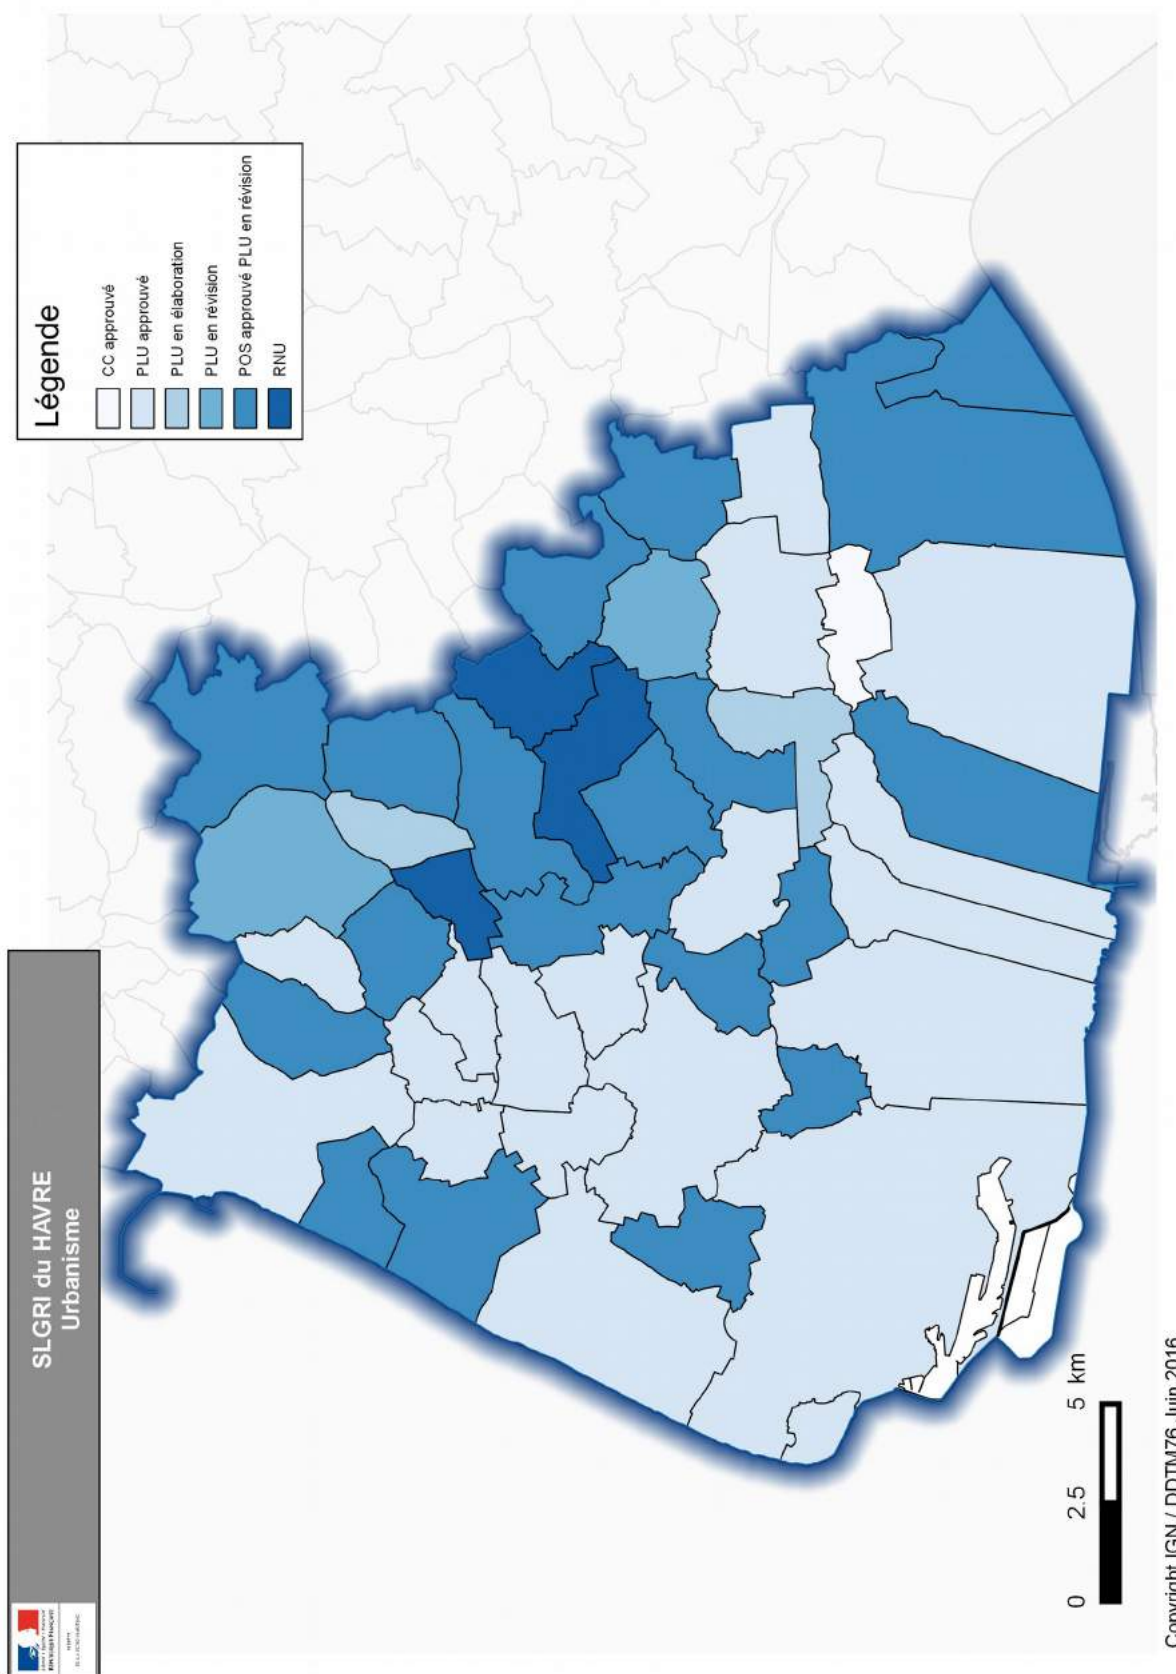 SLGRI du HAVRE
Urbanisme
Légende
CC approuvé
PLU approuvé
PLU en élaboration
PLU en révision
POS approuvé PLU en révision
RNU
0 2.5 5 km
Copyright IGN / DDTM76 Juin 2016